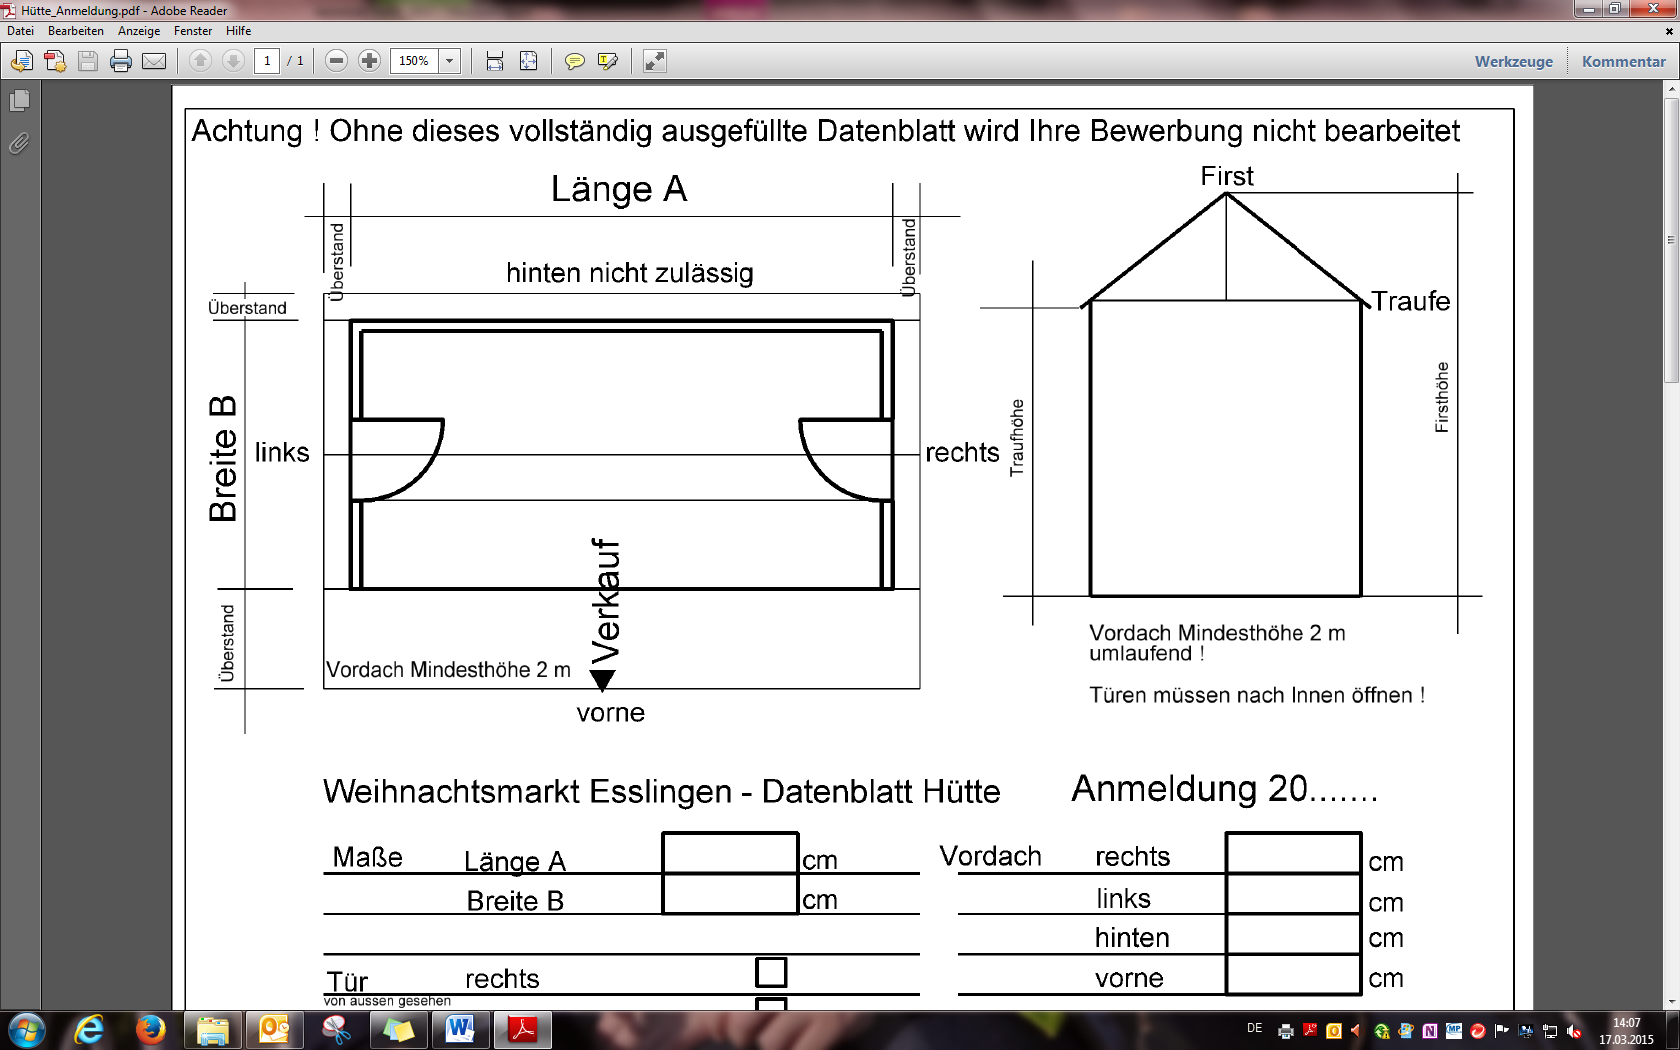 Hütte_Anmeldung.pdf - Adobe Reader
Datei Bearbeiten Anzeige Fenster Hilfe
1 / 1 150% Werkzeuge Kommentar
Achtung ! Ohne dieses vollständig ausgefüllte Datenblatt wird Ihre Bewerbung nicht bearbeitet
Länge A
Überstand
Überstand
hinten nicht zulässig
Überstand
Breite B
links
rechts
Verkauf
Überstand
Vordach Mindesthöhe 2 m
vorne
First
Traufe
Traufhöhe
Firsthöhe
Vordach Mindesthöhe 2 m
umlaufend !
Türen müssen nach Innen öffnen !
Weihnachtsmarkt Esslingen - Datenblatt Hütte Anmeldung 20.......
Maße Länge A cm Vordach rechts cm
Breite B cm links cm
hinten cm
Tür rechts vorne cm
von aussen gesehen
DE 14:07
17.03.2015